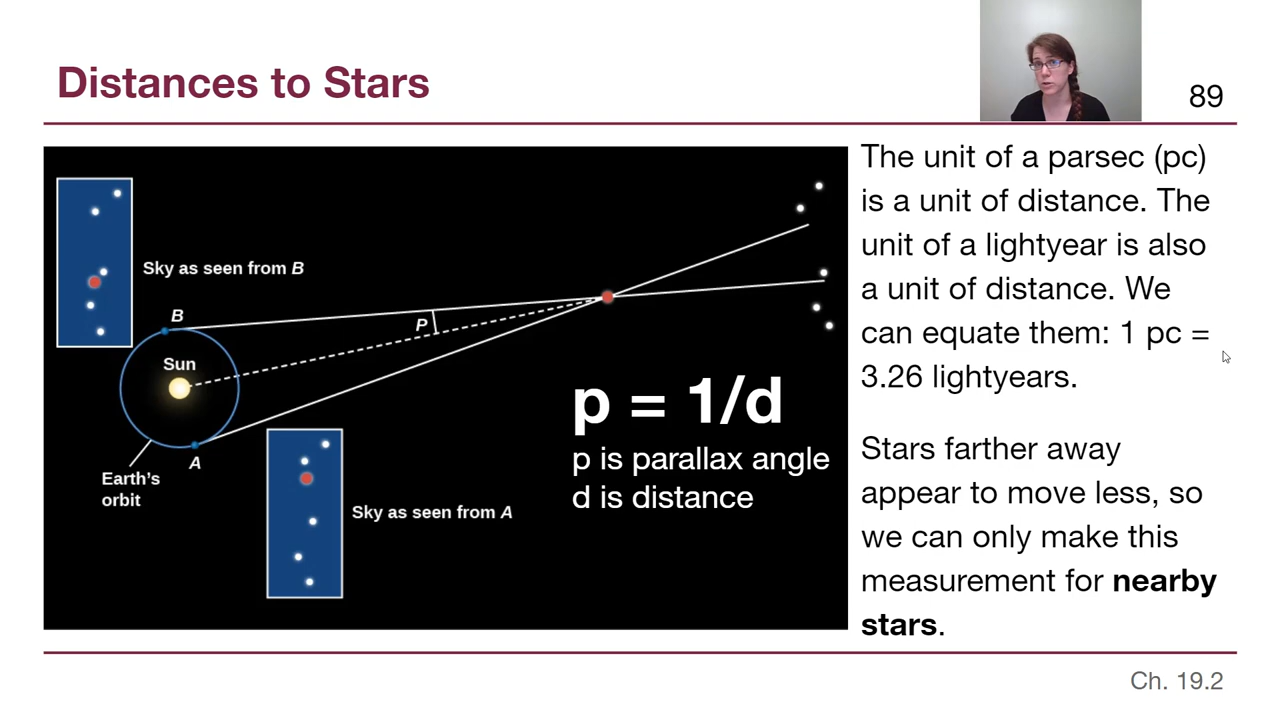 Distances to Stars
89
Sky as seen from B
B
P
Sun
A
Earth's
orbit
Sky as seen from A
p = 1/d
p is parallax angle
d is distance
The unit of a parsec (pc)
is a unit of distance. The
unit of a lightyear is also
a unit of distance. We
can equate them: 1 pc =
3.26 lightyears.
Stars farther away
appear to move less, so
we can only make this
measurement for nearby
stars.
Ch. 19.2